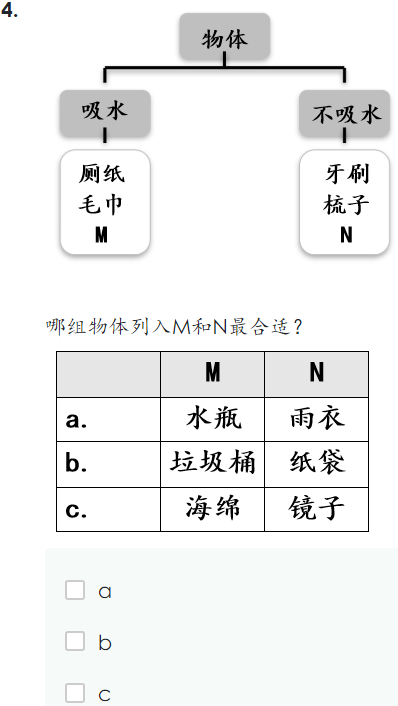 4.
物体
吸水
不吸水
厕纸
毛巾
M
牙刷
梳子
N
哪组物体列入M和N最合适？
M N
a. 水瓶 雨衣
b. 垃圾桶 纸袋
c. 海绵 镜子
a
b
c